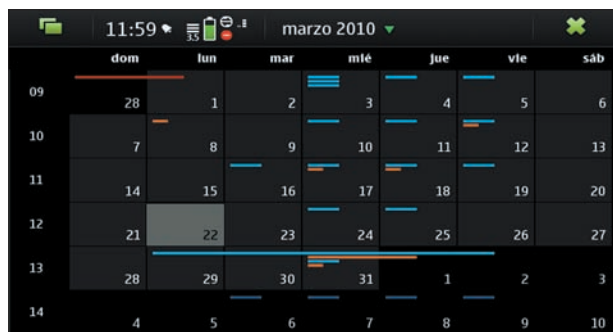 11:59 3.5 marzo 2010
dom lun mar mié jue vie sáb
09 28 1 2 3 4 5 6
10 7 8 9 10 11 12 13
11 14 15 16 17 18 19 20
12 21 22 23 24 25 26 27
13 28 29 30 31 1 2 3
14 4 5 6 7 8 9 10